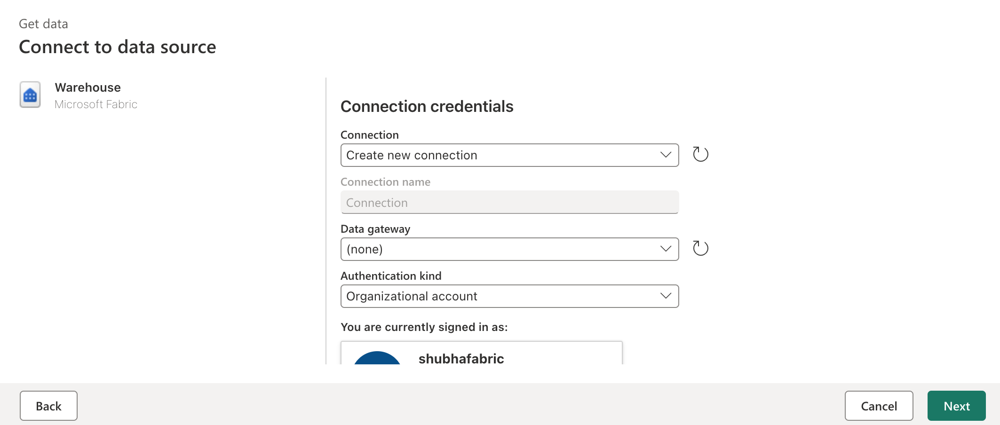 Get data
Connect to data source
Warehouse
Microsoft Fabric
Connection credentials
Connection
Create new connection
Connection name
Connection
Data gateway
(none)
Authentication kind
Organizational account
You are currently signed in as:
shubhafabric
Back
Cancel
Next